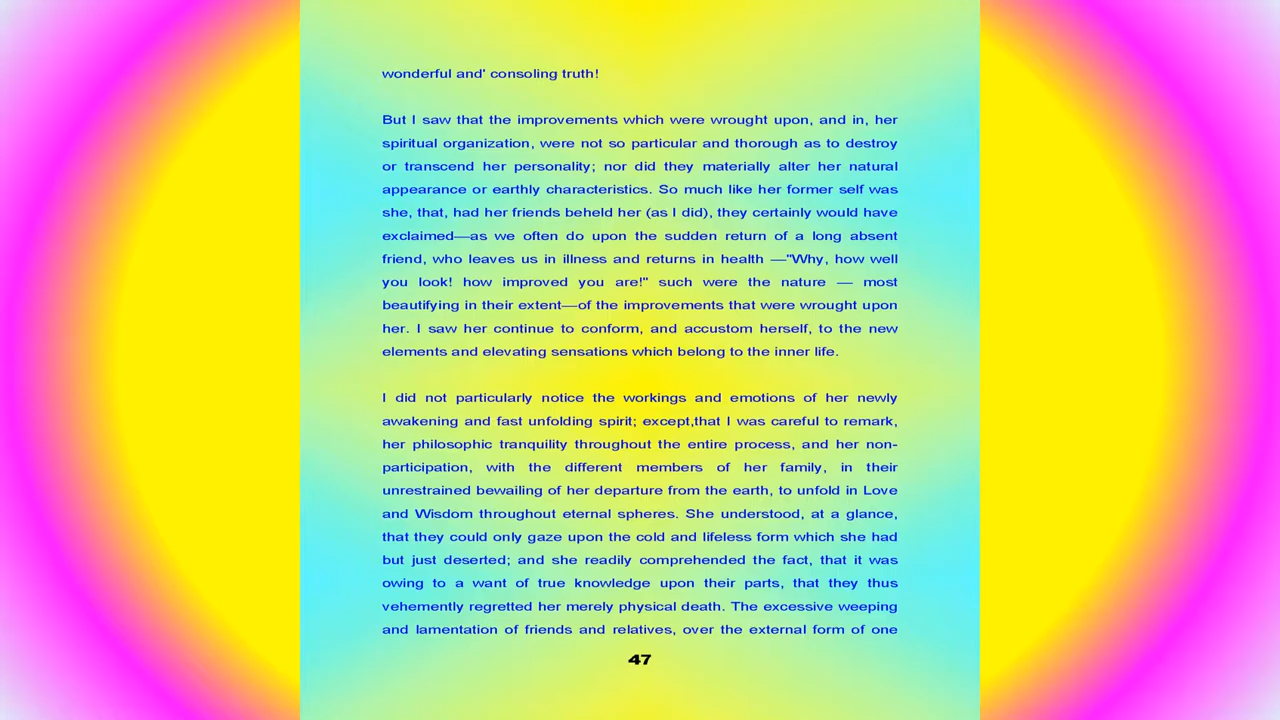 wonderful and' consoling truth!
But I saw that the improvements which were wrought upon, and in, her
spiritual organization, were not so particular and thorough as to destroy
or transcend her personality; nor did they materially alter her natural
appearance or earthly characteristics. So much like her former self was
she, that, had her friends beheld her (as I did), they certainly would have
exclaimed—as we often do upon the sudden return of a long absent
friend, who leaves us in illness and returns in health —"Why, how well
you look! how improved you are!" such were the nature — most
beautifying in their extent—of the improvements that were wrought upon
her. I saw her continue to conform, and accustom herself, to the new
elements and elevating sensations which belong to the inner life.
I did not particularly notice the workings and emotions of her newly
awakening and fast unfolding spirit; except,that I was careful to remark,
her philosophic tranquility throughout the entire process, and her non-
participation, with the different members of her family, in their
unrestrained bewailing of her departure from the earth, to unfold in Love
and Wisdom throughout eternal spheres. She understood, at a glance,
that they could only gaze upon the cold and lifeless form which she had
but just deserted; and she readily comprehended the fact, that it was
owing to a want of true knowledge upon their parts, that they thus
vehemently regretted her merely physical death. The excessive weeping
and lamentation of friends and relatives, over the external form of one
47